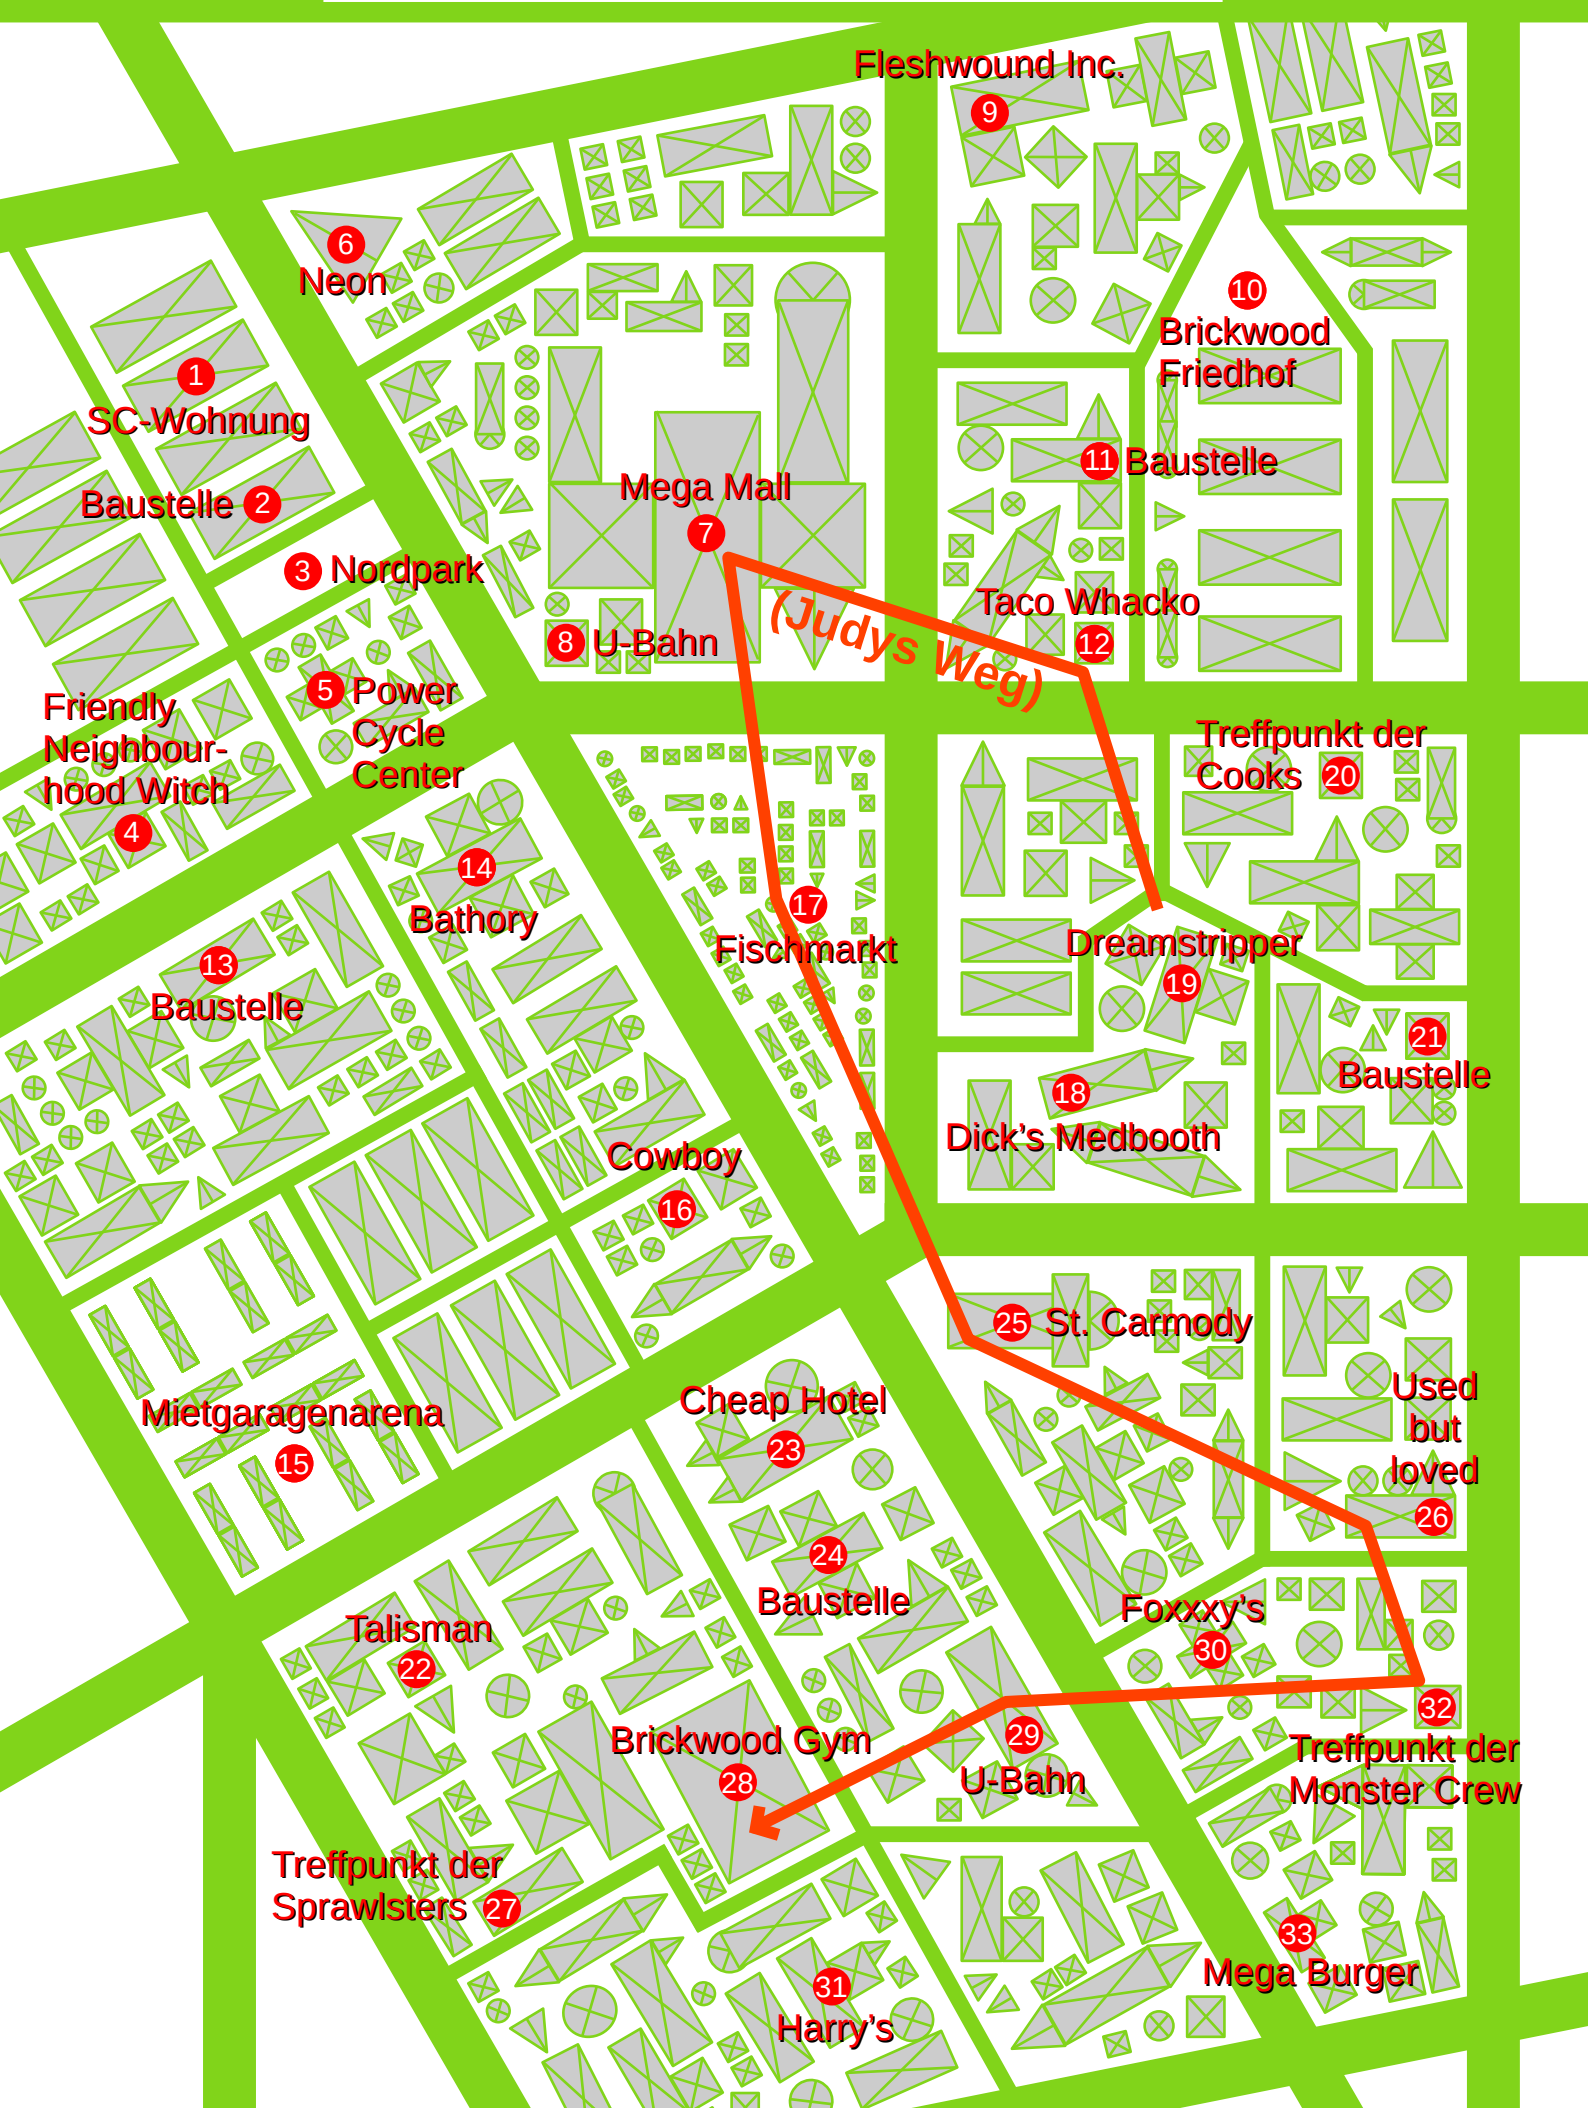 Fleshwound Inc.
9
6
Neon
10
Brickwood
Friedhof
1
SC-Wohnung
11 Baustelle
Mega Mall
7
Baustelle 2
3 Nordpark
(Judys Weg)
Taco Whacko
12
8 U-Bahn
5 Power
Cycle
Center
Friendly
Neighbour-
hood Witch
4
Treffpunkt der
Cooks 20
14
Bathory
17
Fischmarkt
Dreamstripper
19
13
Baustelle
21
Baustelle
18
Dick’s Medbooth
Cowboy
16
25 St. Carmody
Used
but
loved
26
Cheap Hotel
23
Mietgaragenarena
15
24
Baustelle
Foxxxy’s
30
Talisman
22
32
Treffpunkt der
Monster Crew
Brickwood Gym
28
29
U-Bahn
Treffpunkt der
Sprawlsters 27
33
Mega Burger
31
Harry’s